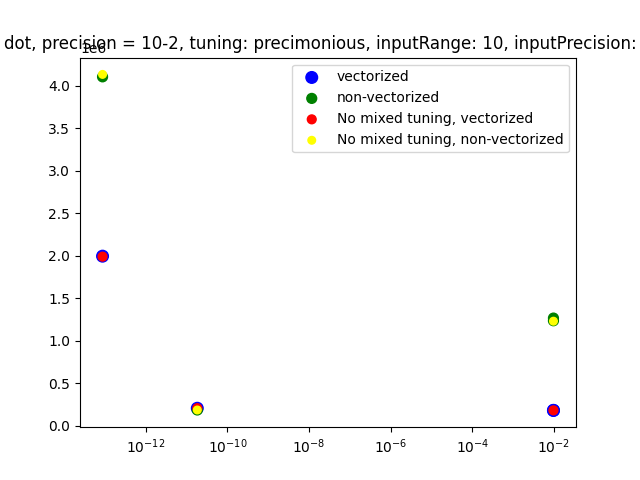 dot, precision = 10-2, tuning: precimonious, inputRange: 10, inputPrecision:
1e6
vectorized
non-vectorized
No mixed tuning, vectorized
No mixed tuning, non-vectorized
4.0
3.5
3.0
2.5
2.0
1.5
1.0
0.5
0.0
10⁻¹² 10⁻¹⁰ 10⁻⁸ 10⁻⁶ 10⁻⁴ 10⁻²